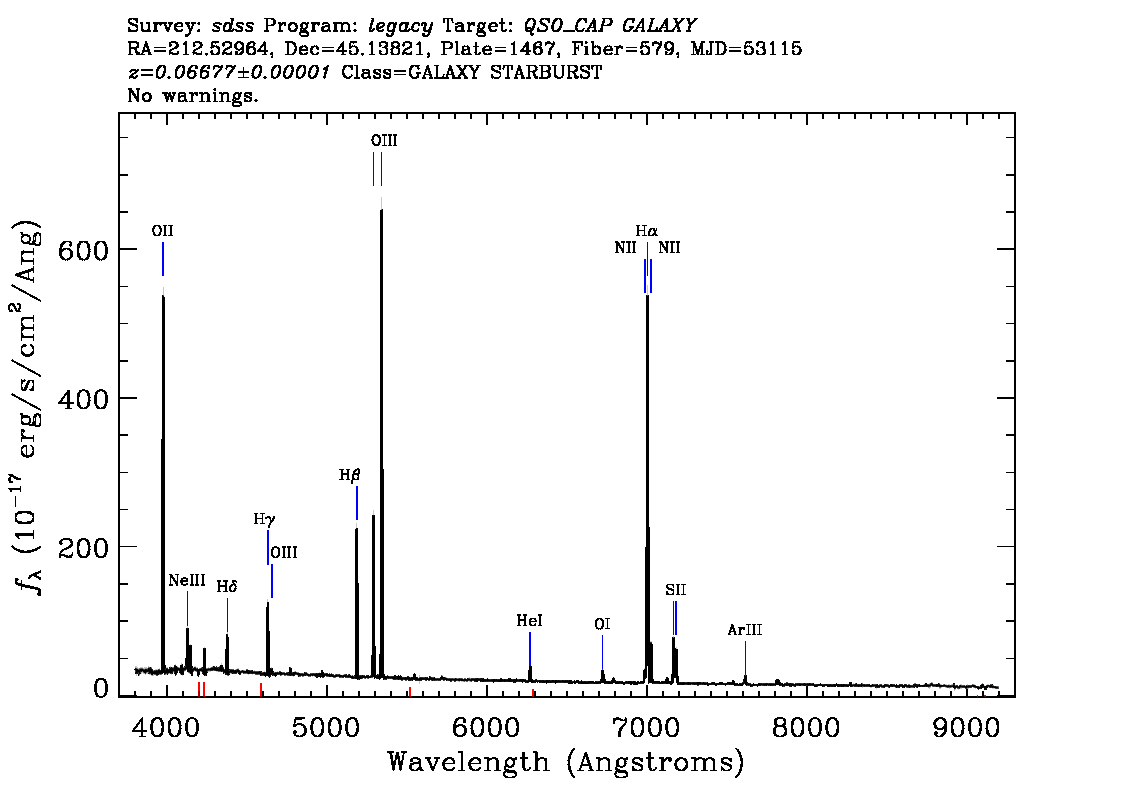 Survey: sdss Program: legacy Target: QSO_CAP GALAXY
RA=212.52964, Dec=45.13821, Plate=1467, Fiber=579, MJD=53115
z=0.06677±0.00001 Class=GALAXY STARBURST
No warnings.
OIII
OII
Hα
NII NII
600
400
Hβ
Hγ
OIII
200
NeIII
Hδ
HeI
OI
SII
ArIII
0
4000 5000 6000 7000 8000 9000
Wavelength (Angstroms)
f_λ (10^−17 erg/s/cm^2/Ang)